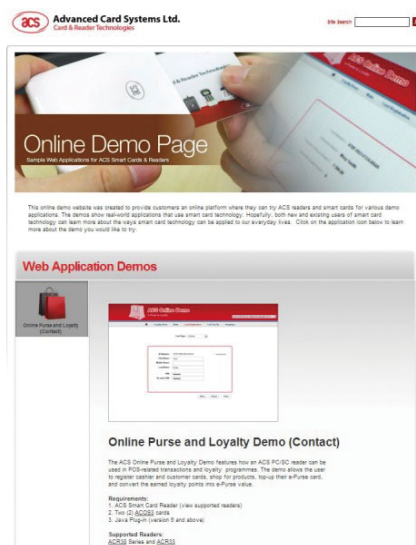 acs
Advanced Card Systems Ltd.
Card & Reader Technologies
Site Search
Online Demo Page
Sample Web Applications for ACS Smart Cards & Readers
This online demo website was created to provide customers an online platform where they can try ACS readers and smart cards for various demo
applications. The demos show real-world applications that use smart card technology. Hopefully, both new and existing users of smart card
technology can learn more about the ways smart card technology can be applied to our everyday lives. Click on the application icon below to learn
more about the demo you would like to try:
Web Application Demos
Online Purse and Loyalty
(Contact)
ACS Online Demo
Online Purse and Loyalty Demo (Contact)
The ACS Online Purse and Loyalty Demo features how an ACS PC/SC reader can be
used in POS-related transactions and loyalty programmes. The demo allows the user
to register cashier and customer cards, shop for products, top-up their e-Purse card,
and convert the earned loyalty points into e-Purse value.
Requirements:
1. ACS Smart Card Reader (view supported readers)
2. Two (2) ACOS3 cards
3. Java Plug-in (version 5 and above)
Supported Readers:
ACR38 Series and ACR33